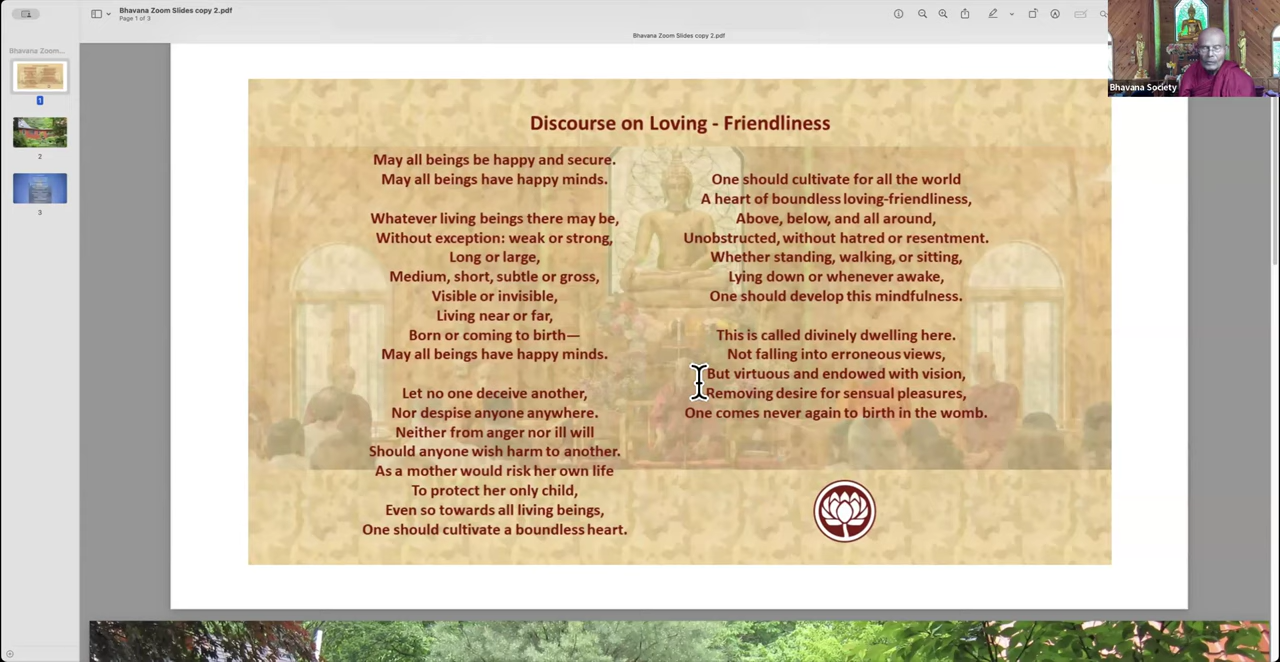 Bhavana Zoom Slides copy 2.pdf
Page 1 of 3
Bhavana Zoom Slides copy 2.pdf
Bhavana Zoom...
1
2
3
Bhavana Society
Discourse on Loving - Friendliness
May all beings be happy and secure.
May all beings have happy minds.
Whatever living beings there may be,
Without exception: weak or strong,
Long or large,
Medium, short, subtle or gross,
Visible or invisible,
Living near or far,
Born or coming to birth—
May all beings have happy minds.
Let no one deceive another,
Nor despise anyone anywhere.
Neither from anger nor ill will
Should anyone wish harm to another.
As a mother would risk her own life
To protect her only child,
Even so towards all living beings,
One should cultivate a boundless heart.
One should cultivate for all the world
A heart of boundless loving-friendliness,
Above, below, and all around,
Unobstructed, without hatred or resentment.
Whether standing, walking, or sitting,
Lying down or whenever awake,
One should develop this mindfulness.
This is called divinely dwelling here.
Not falling into erroneous views,
But virtuous and endowed with vision,
Removing desire for sensual pleasures,
One comes never again to birth in the womb.